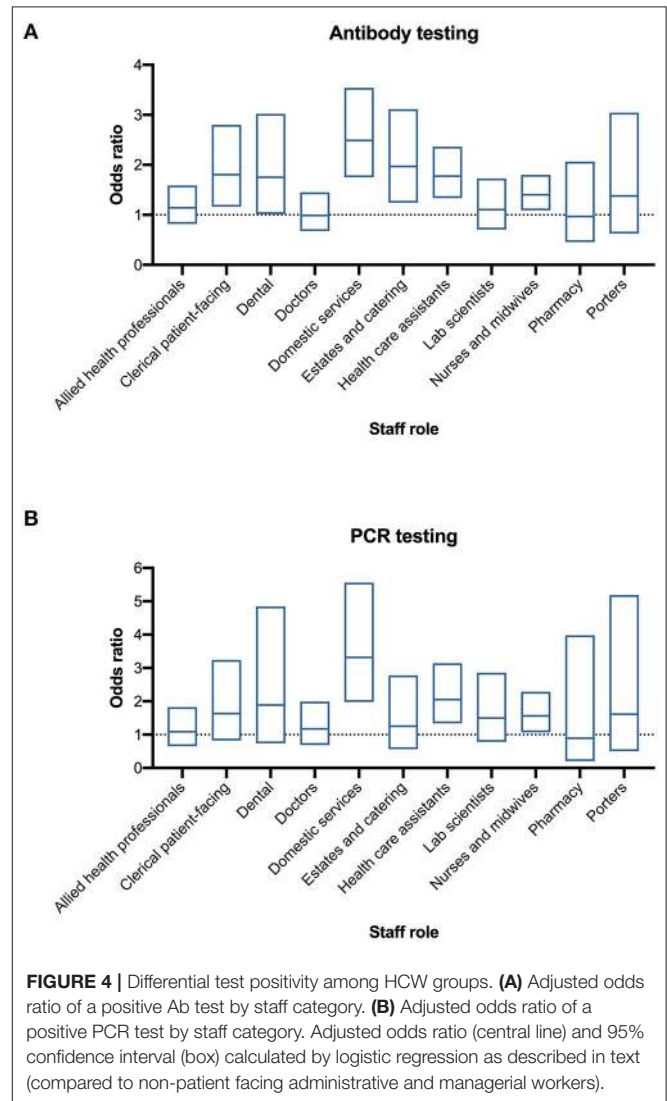 A
Antibody testing
4
3
2
1
0
Odds ratio
Allied health professionals
Clerical patient-facing
Dental
Doctors
Domestic services
Estates and catering
Health care assistants
Lab scientists
Nurses and midwives
Pharmacy
Porters
Staff role
B
PCR testing
6
5
4
3
2
1
0
Odds ratio
Allied health professionals
Clerical patient-facing
Dental
Doctors
Domestic services
Estates and catering
Health care assistants
Lab scientists
Nurses and midwives
Pharmacy
Porters
Staff role
FIGURE 4 | Differential test positivity among HCW groups. (A) Adjusted odds
ratio of a positive Ab test by staff category. (B) Adjusted odds ratio of a
positive PCR test by staff category. Adjusted odds ratio (central line) and 95%
confidence interval (box) calculated by logistic regression as described in text
(compared to non-patient facing administrative and managerial workers).